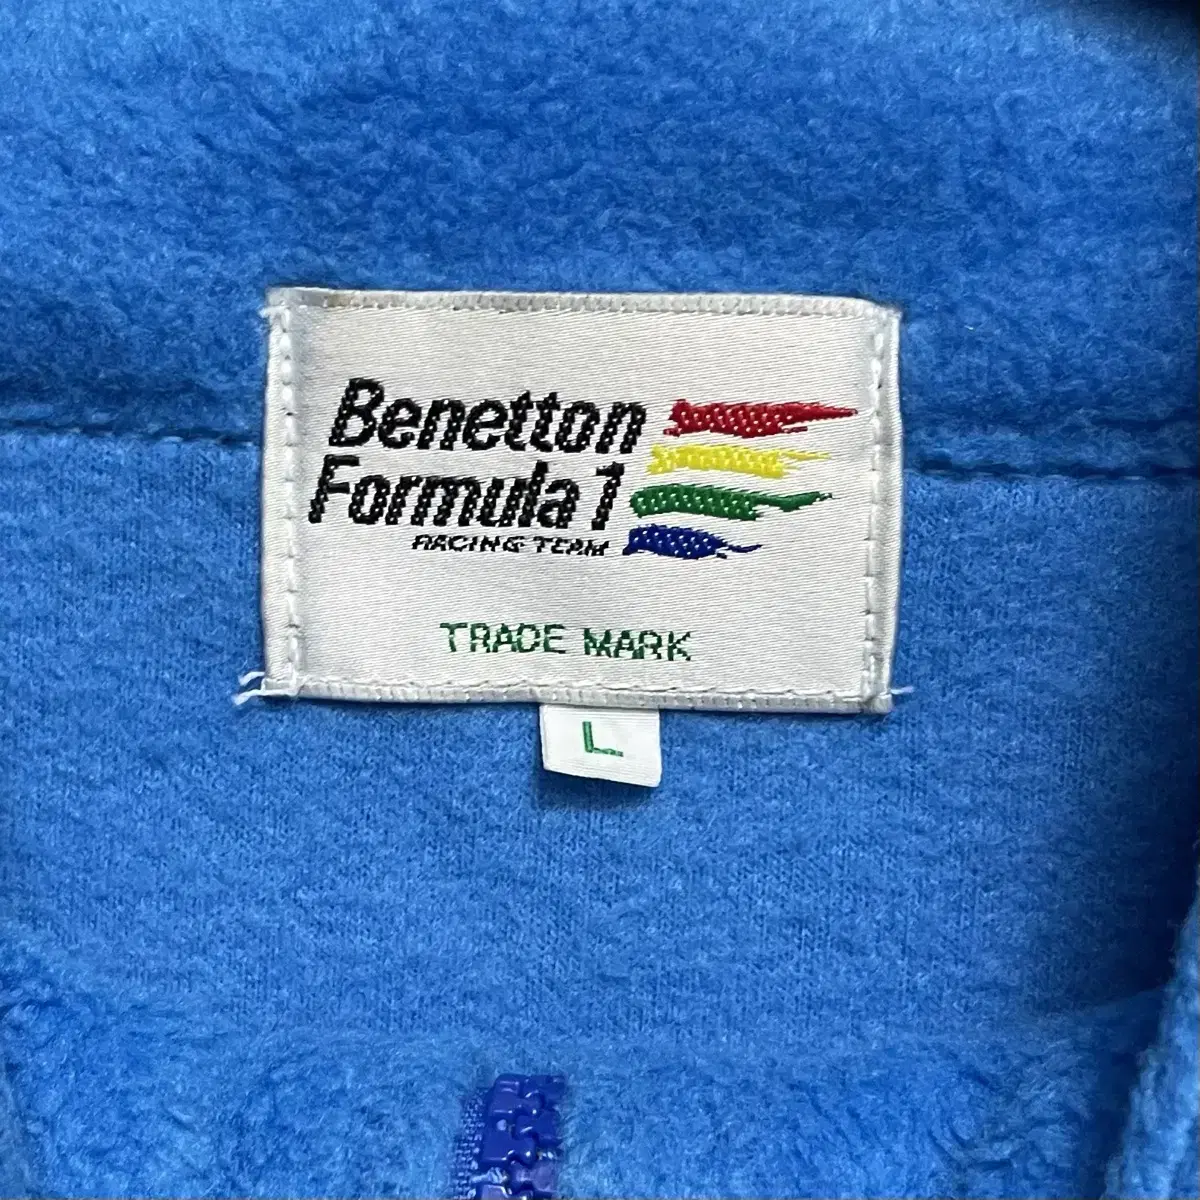 Benetton
Formula 1
RACING TEAM
TRADE MARK
L